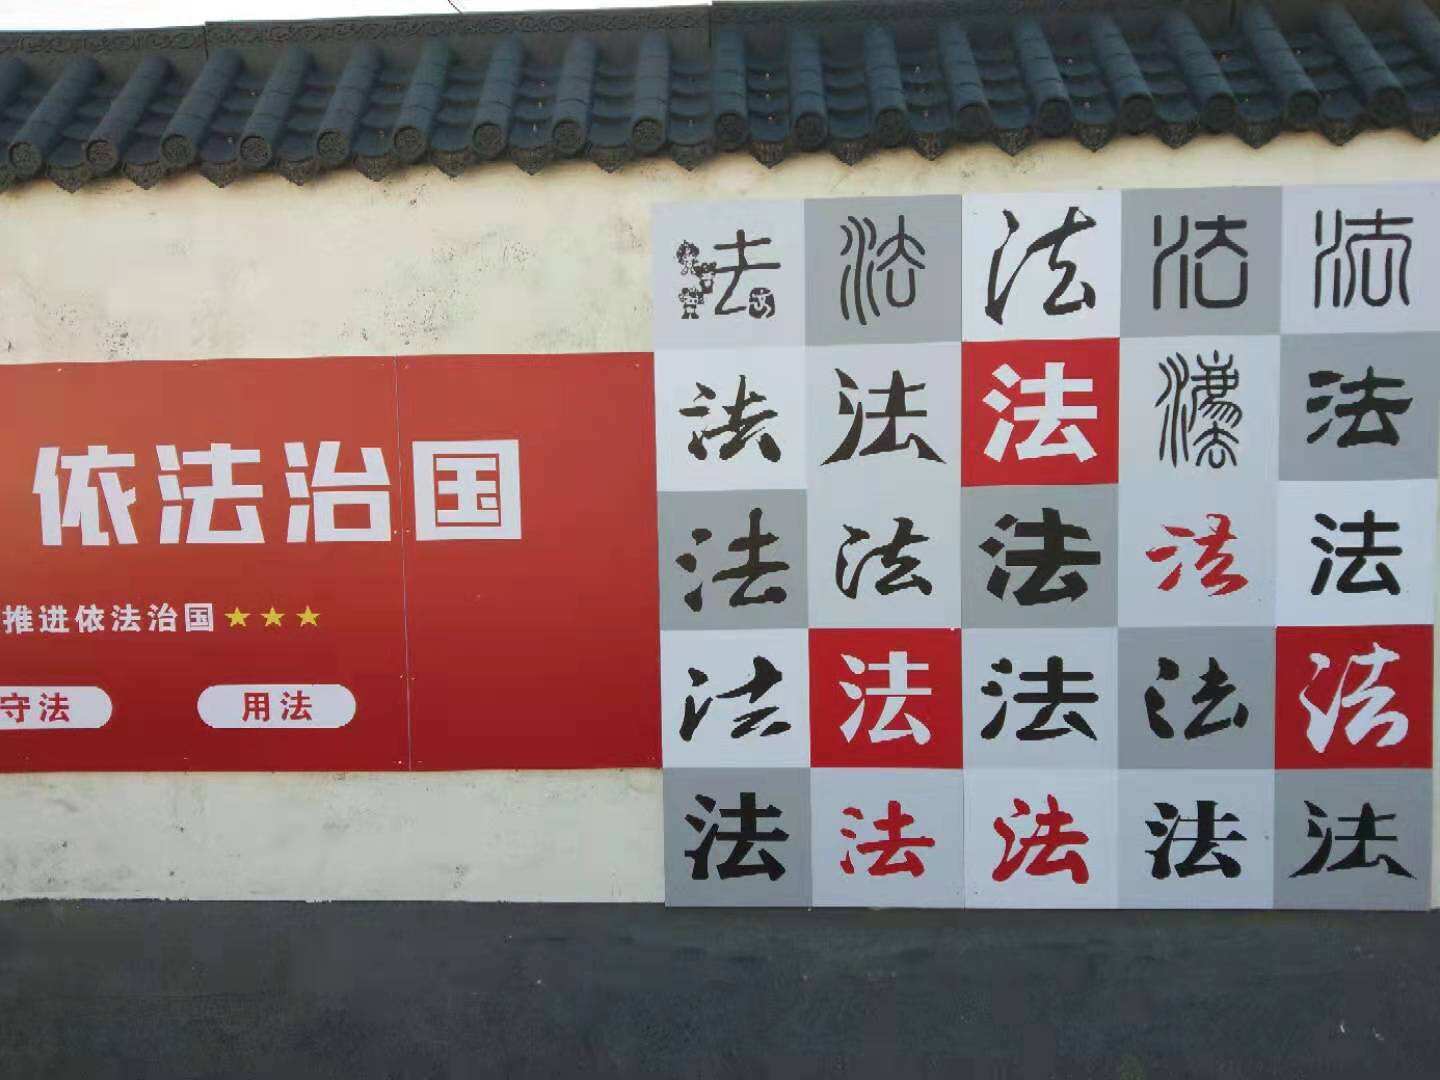 依法治国
推进依法治国
守法 用法
法 法 法 法 法
法 法 法 灋 法
法 法 法 法 法
法 法 法 法 法
法 法 法 法 法